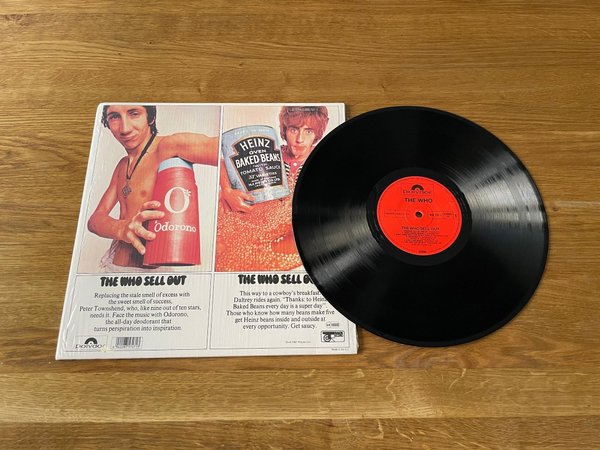 HEINZ
OVEN
BAKED BEANS
WITH
TOMATO SAUCE
57 VARIETIES
O
Odorono
THE WHO SELL OUT
Replacing the stale smell of excess with
the sweet smell of success,
Peter Townshend, who, like nine out of ten stars,
needs it. Face the music with Odorono,
the all-day deodorant that
turns perspiration into inspiration.
THE WHO SELL OU
This way to a cowboy's breakfast.
Daltrey rides again. "Thanks: to Heinz
Baked Beans every day is a super day".
Those who know how many beans make five
get Heinz beans inside and outside at
every opportunity. Get saucy.
polydor
polydor
THE WHO
THE WHO SELL OUT